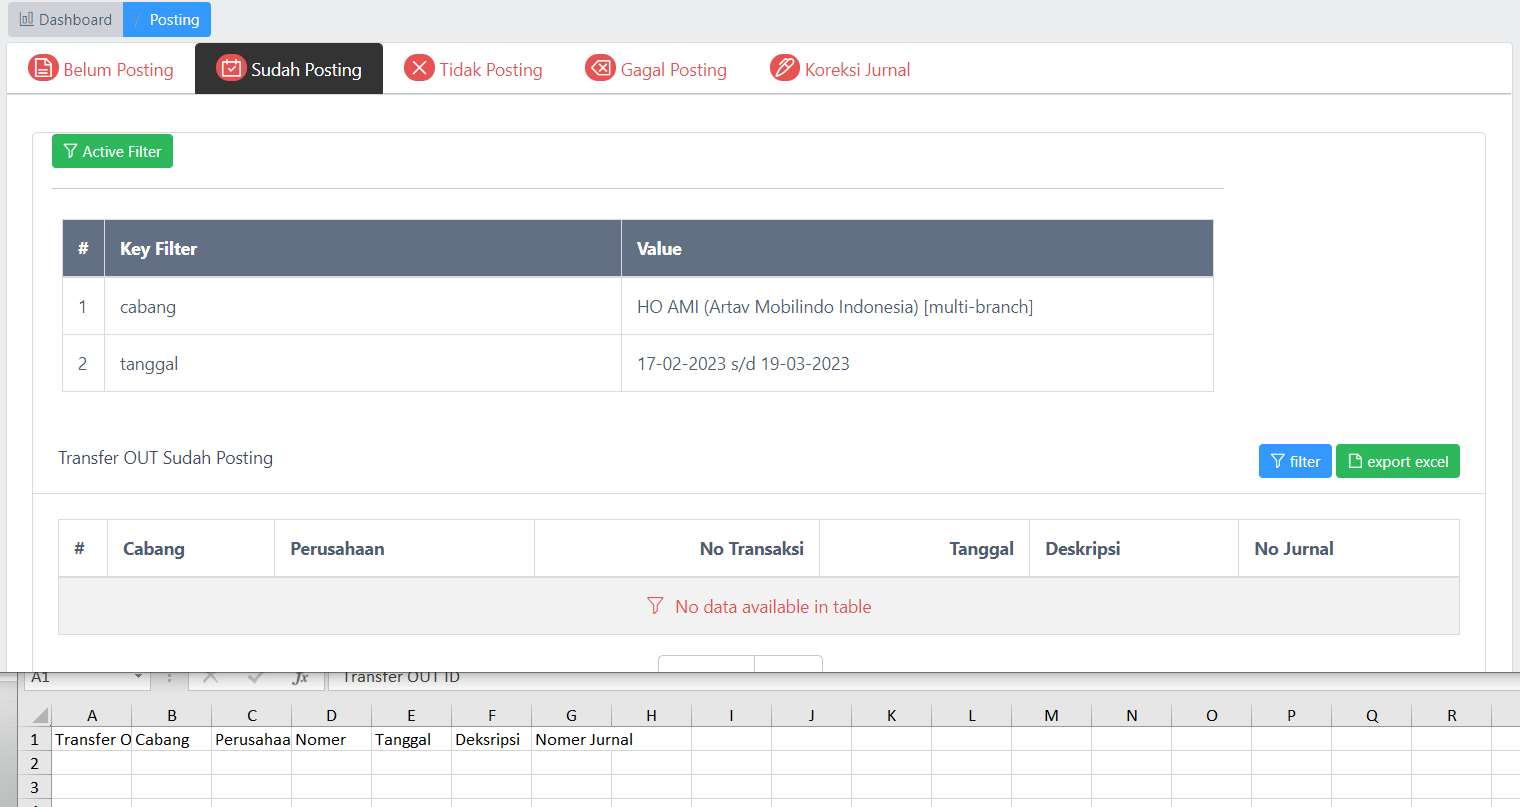 Dashboard / Posting
Belum Posting Sudah Posting Tidak Posting Gagal Posting Koreksi Jurnal
Active Filter
# Key Filter Value
1 cabang HO AMI (Artav Mobilindo Indonesia) [multi-branch]
2 tanggal 17-02-2023 s/d 19-03-2023
Transfer OUT Sudah Posting filter export excel
# Cabang Perusahaan No Transaksi Tanggal Deskripsi No Jurnal
No data available in table
A1 fx Transfer OUT ID
A B C D E F G H I J K L M N O P Q R
1 Transfer O Cabang Perusahaa Nomer Tanggal Deksripsi Nomer Jurnal
2
3